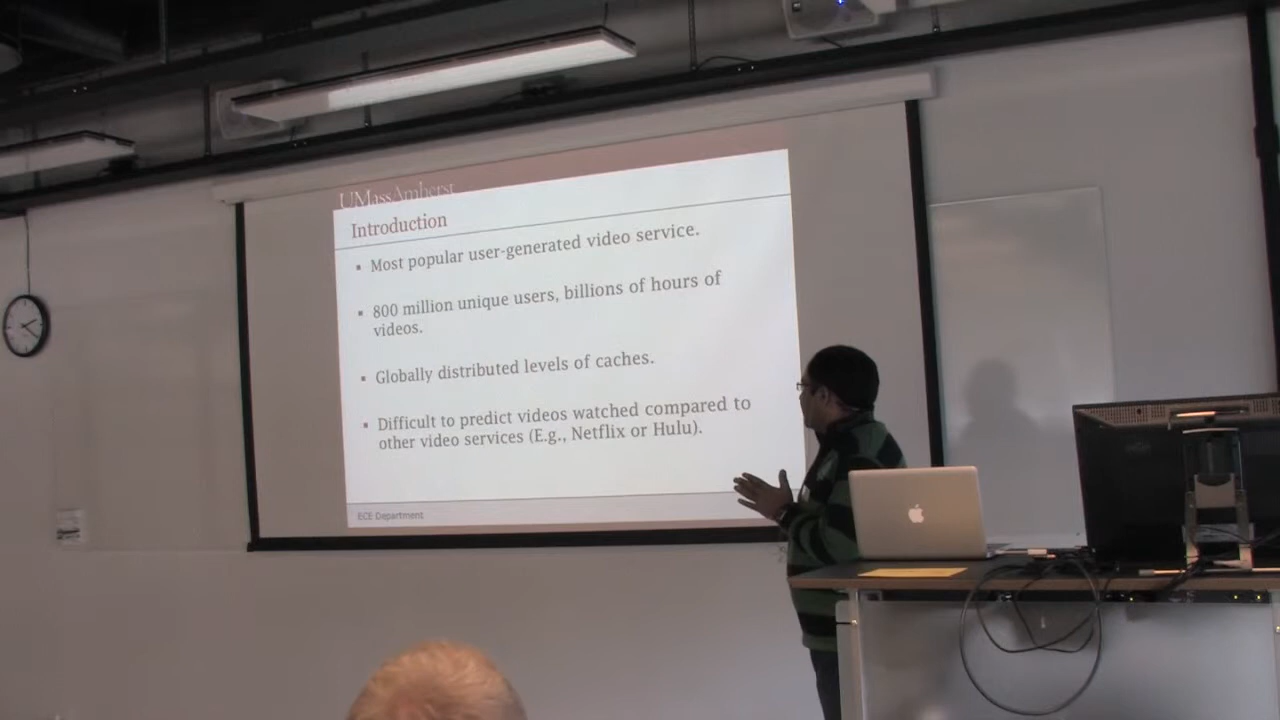 UMassAmherst
Introduction
▪ Most popular user-generated video service.
▪ 800 million unique users, billions of hours of
videos.
▪ Globally distributed levels of caches.
▪ Difficult to predict videos watched compared to
other video services (E.g., Netflix or Hulu).
ECE Department